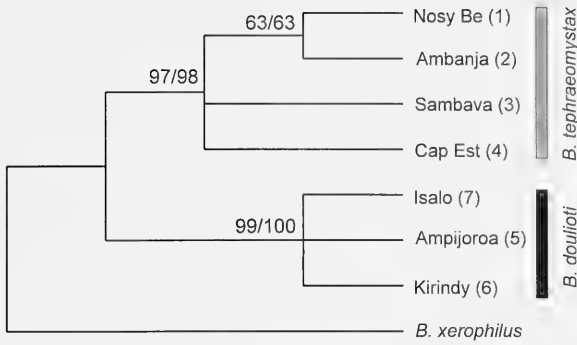 63/63
Nosy Be (1)
Ambanja (2)
97/98
Sambava (3)
Cap Est (4)
B. tephraeomystax
Isalo (7)
99/100
Ampijoroa (5)
Kirindy (6)
B. doulioti
B. xerophilus